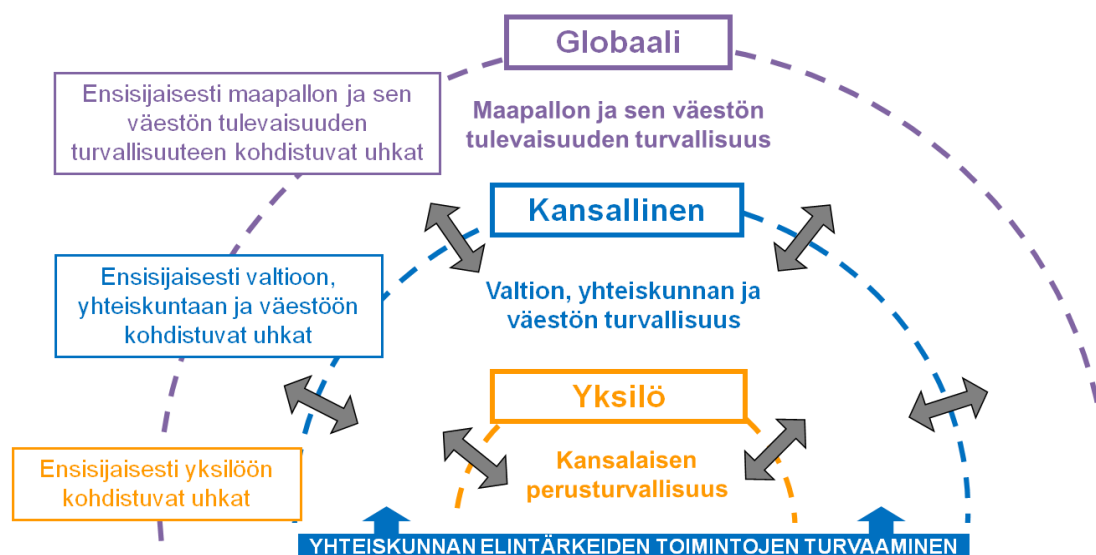 Globaali
Ensisijaisesti maapallon ja sen
väestön tulevaisuuden
turvallisuuteen kohdistuvat uhkat
Maapallon ja sen väestön
tulevaisuuden turvallisuus
Kansallinen
Ensisijaisesti valtioon,
yhteiskuntaan ja väestöön
kohdistuvat uhkat
Valtion, yhteiskunnan ja
väestön turvallisuus
Yksilö
Ensisijaisesti yksilöön
kohdistuvat uhkat
Kansalaisen
perusturvallisuus
YHTEISKUNNAN ELINTÄRKEIDEN TOIMINTOJEN TURVAAMINEN